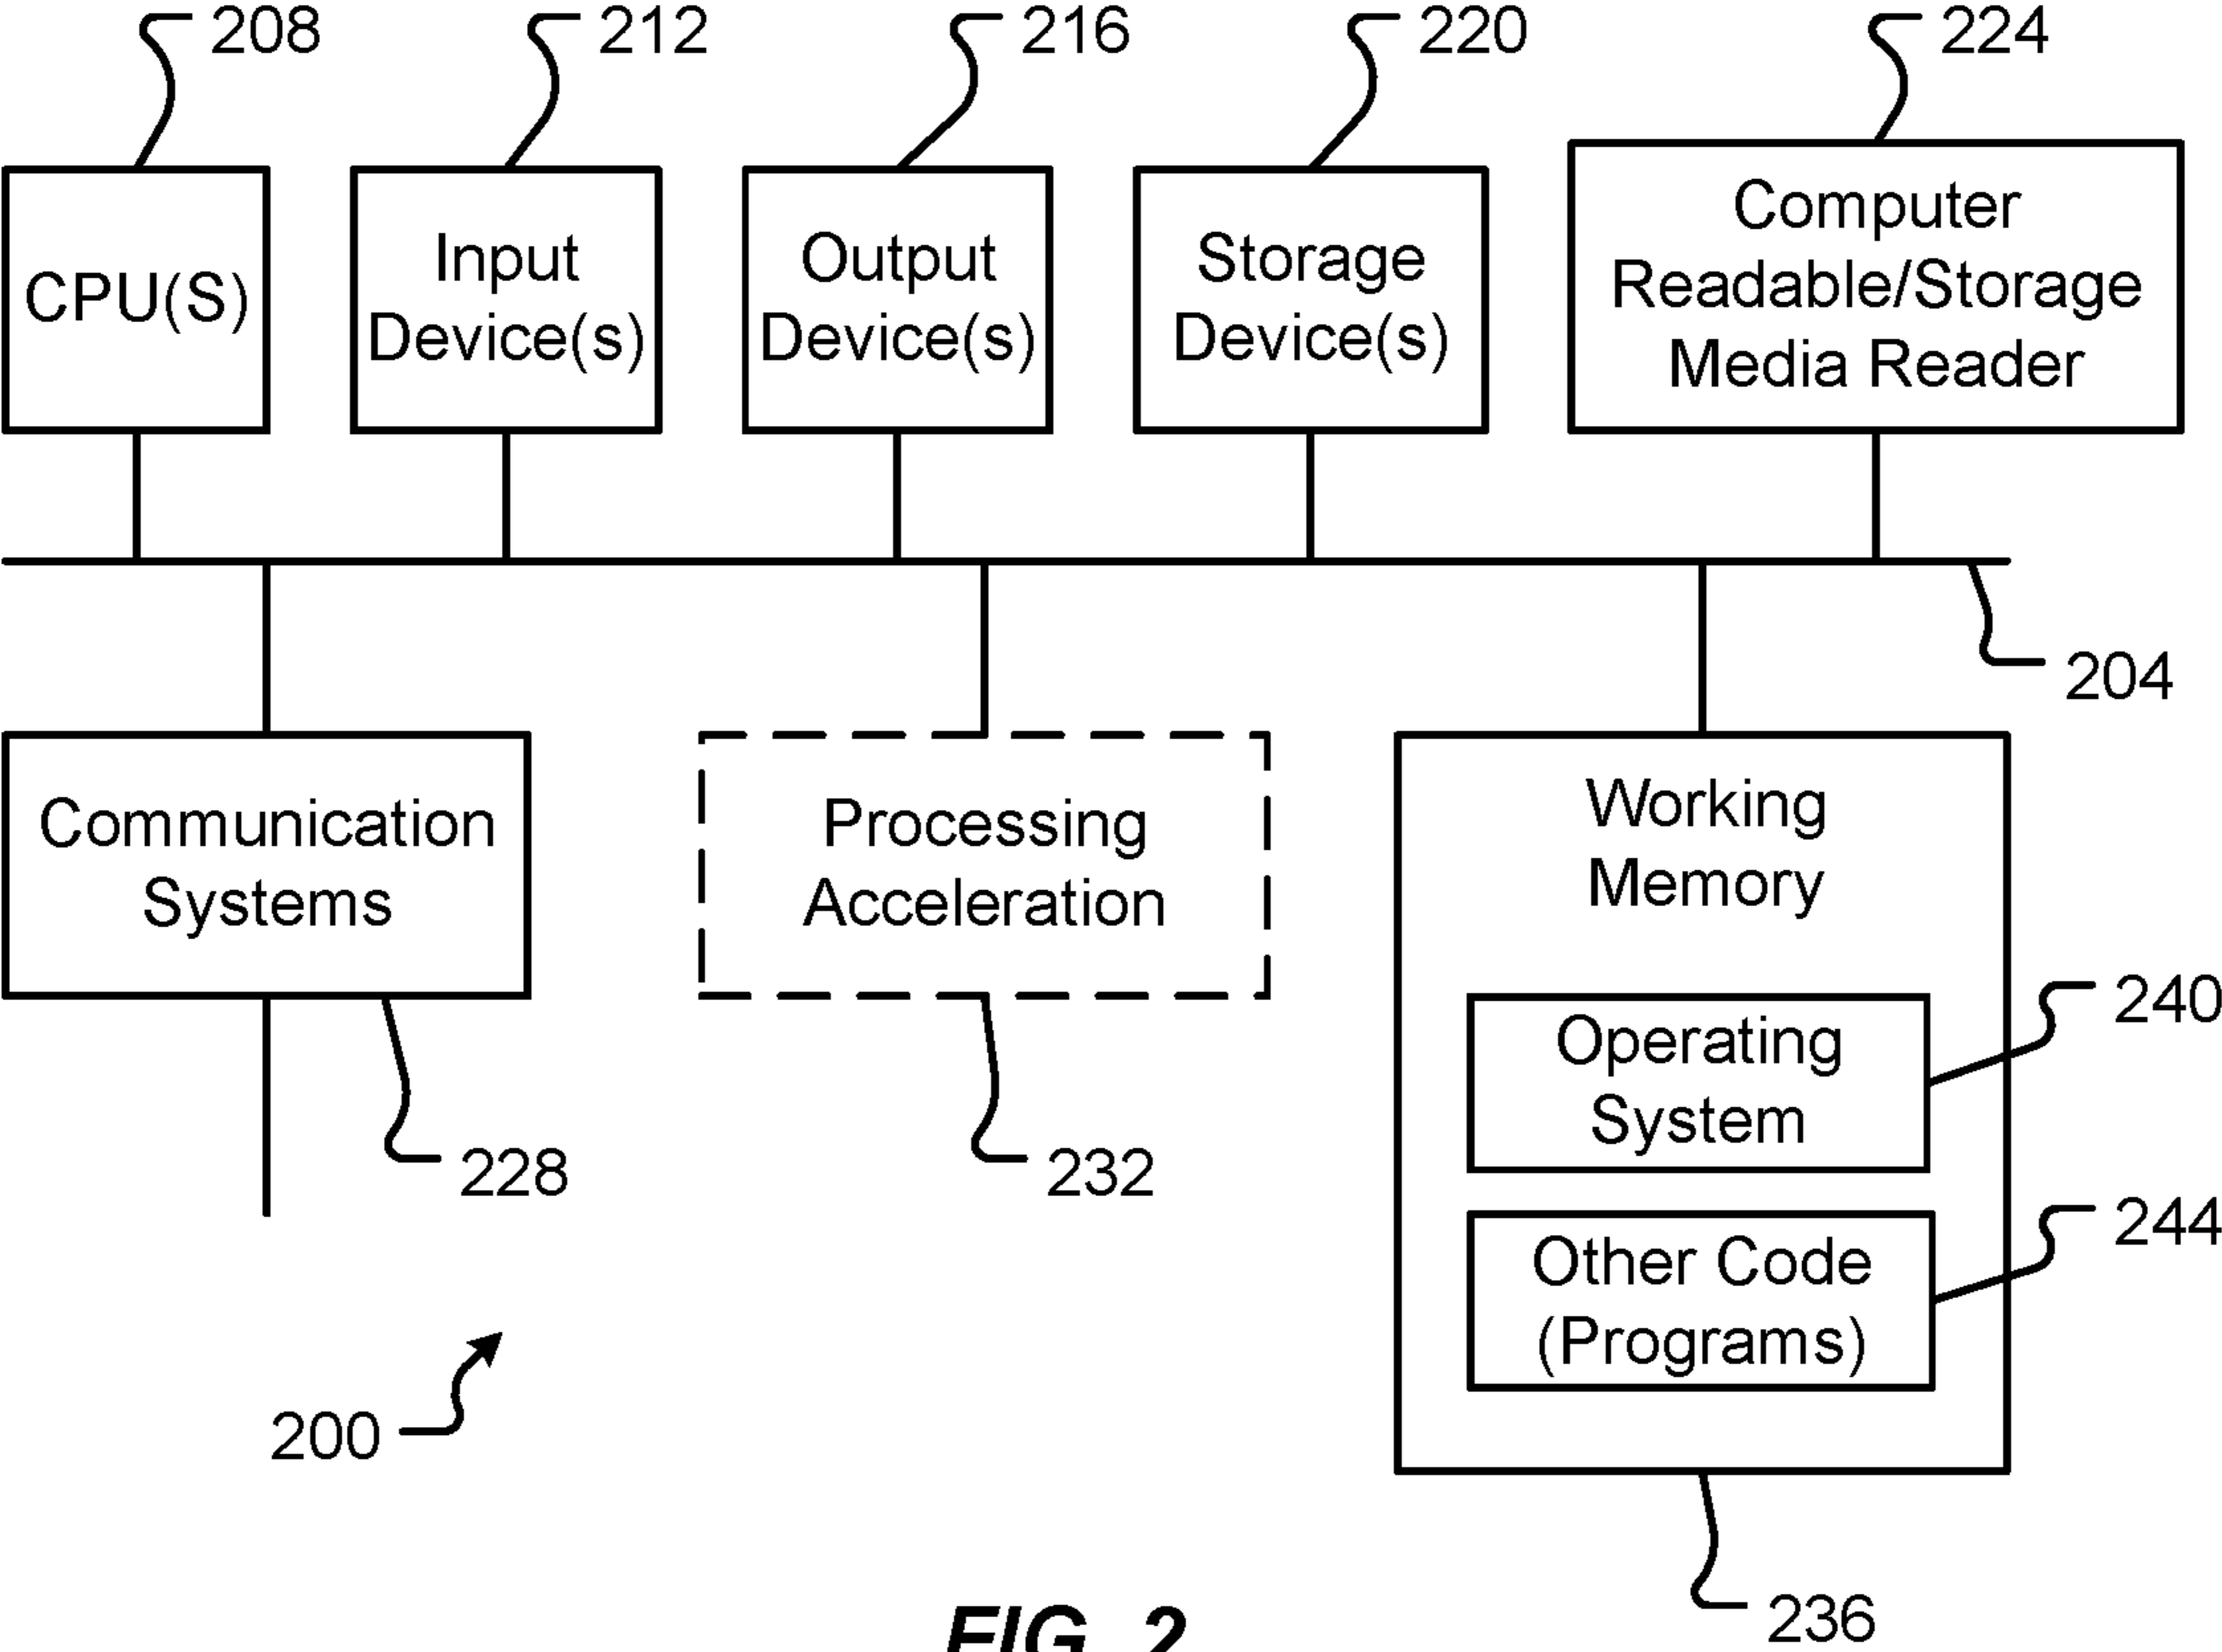 208
212
216
220
224
CPU(S)
Input
Device(s)
Output
Device(s)
Storage
Device(s)
Computer
Readable/Storage
Media Reader
204
Communication
Systems
Processing
Acceleration
Working
Memory
Operating
System
240
228
232
Other Code
(Programs)
244
200
236
FIG. 2